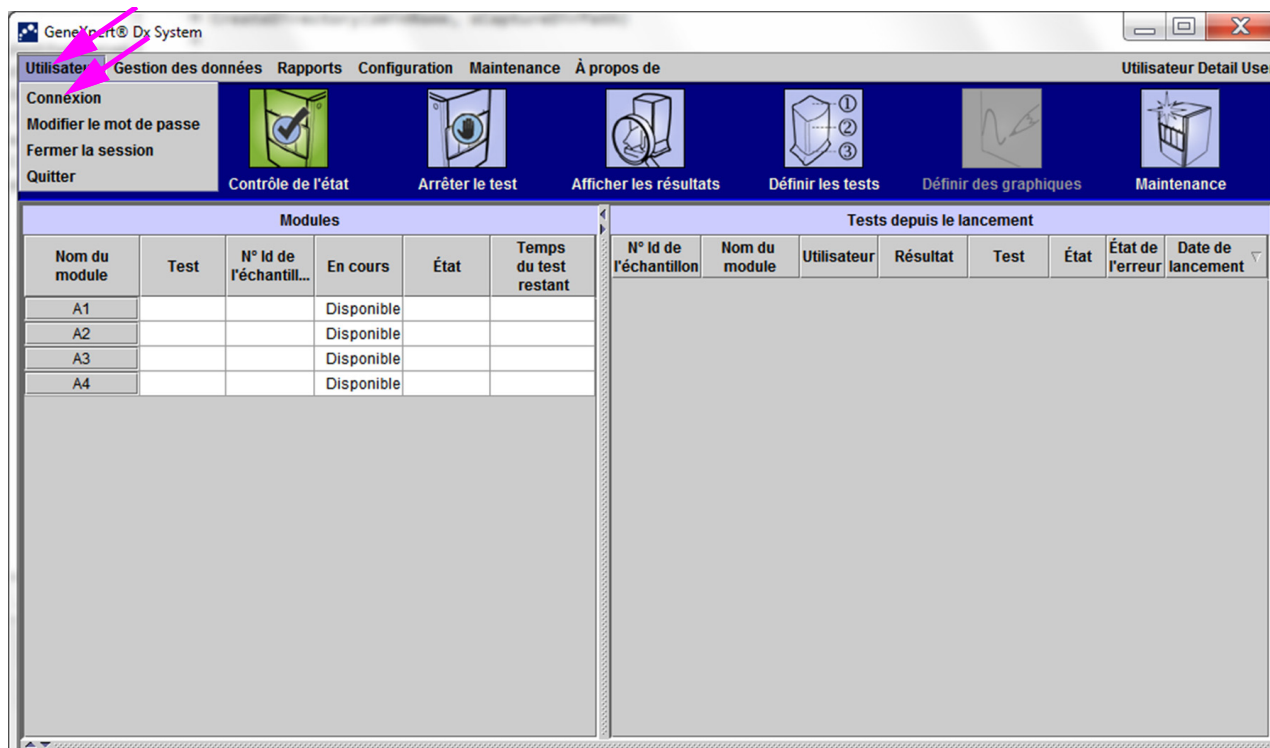 GeneXpert® Dx System
Utilisateur Gestion des données Rapports Configuration Maintenance À propos de Utilisateur Detail User
Connexion
Modifier le mot de passe
Fermer la session
Quitter
Contrôle de l'état Arrêter le test Afficher les résultats Définir les tests Définir des graphiques Maintenance
Modules
Nom du module Test N° Id de l'échantill... En cours État Temps du test restant
A1 Disponible
A2 Disponible
A3 Disponible
A4 Disponible
Tests depuis le lancement
N° Id de l'échantillon Nom du module Utilisateur Résultat Test État État de l'erreur Date de lancement